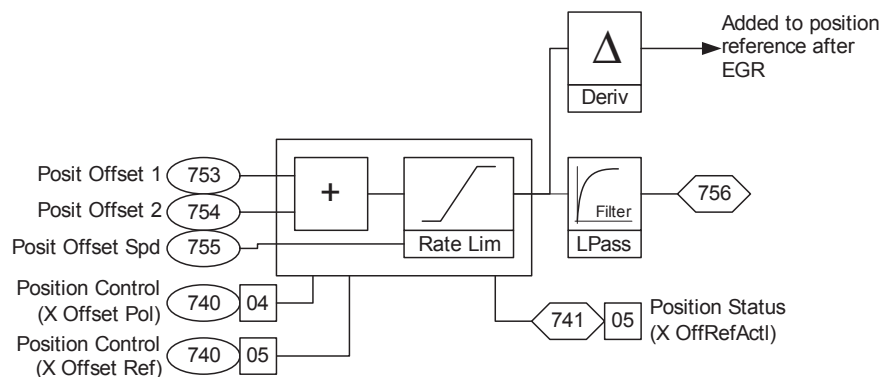 Added to position
reference after
EGR
Δ
Deriv
Posit Offset 1
753
+
Posit Offset 2
754
Filter
756
Posit Offset Spd
755
Rate Lim
LPass
Position Control
(X Offset Pol)
740
04
741
05
Position Status
(X OffRefActl)
Position Control
(X Offset Ref)
740
05